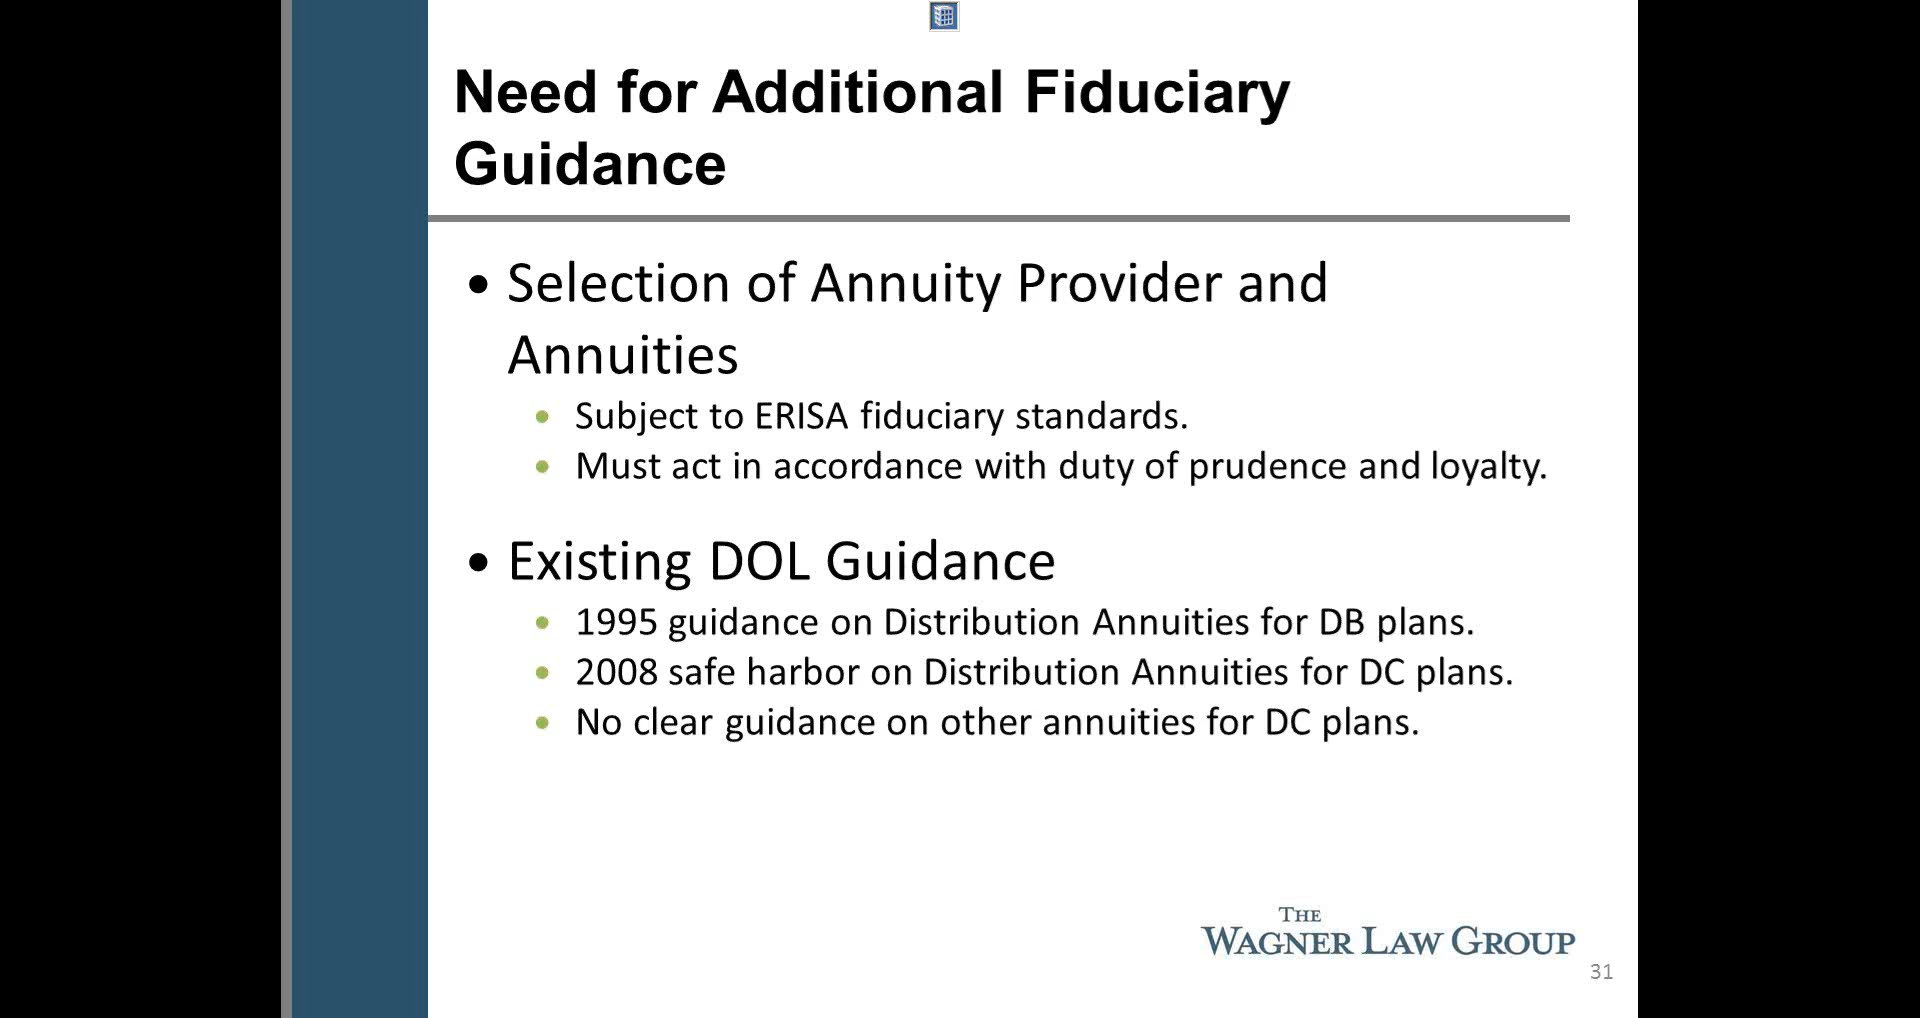 Need for Additional Fiduciary
Guidance
• Selection of Annuity Provider and
Annuities
• Subject to ERISA fiduciary standards.
• Must act in accordance with duty of prudence and loyalty.
• Existing DOL Guidance
• 1995 guidance on Distribution Annuities for DB plans.
• 2008 safe harbor on Distribution Annuities for DC plans.
• No clear guidance on other annuities for DC plans.
THE
WAGNER LAW GROUP
31